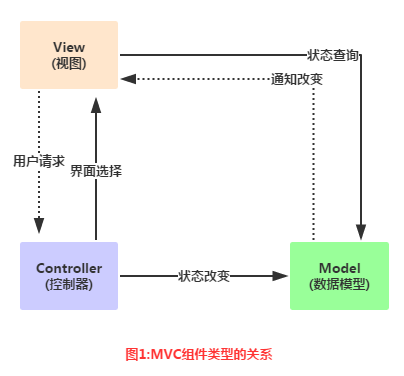 View
(视图)
状态查询
通知改变
用户请求
界面选择
Controller
(控制器)
状态改变
Model
(数据模型)
图1:MVC组件类型的关系